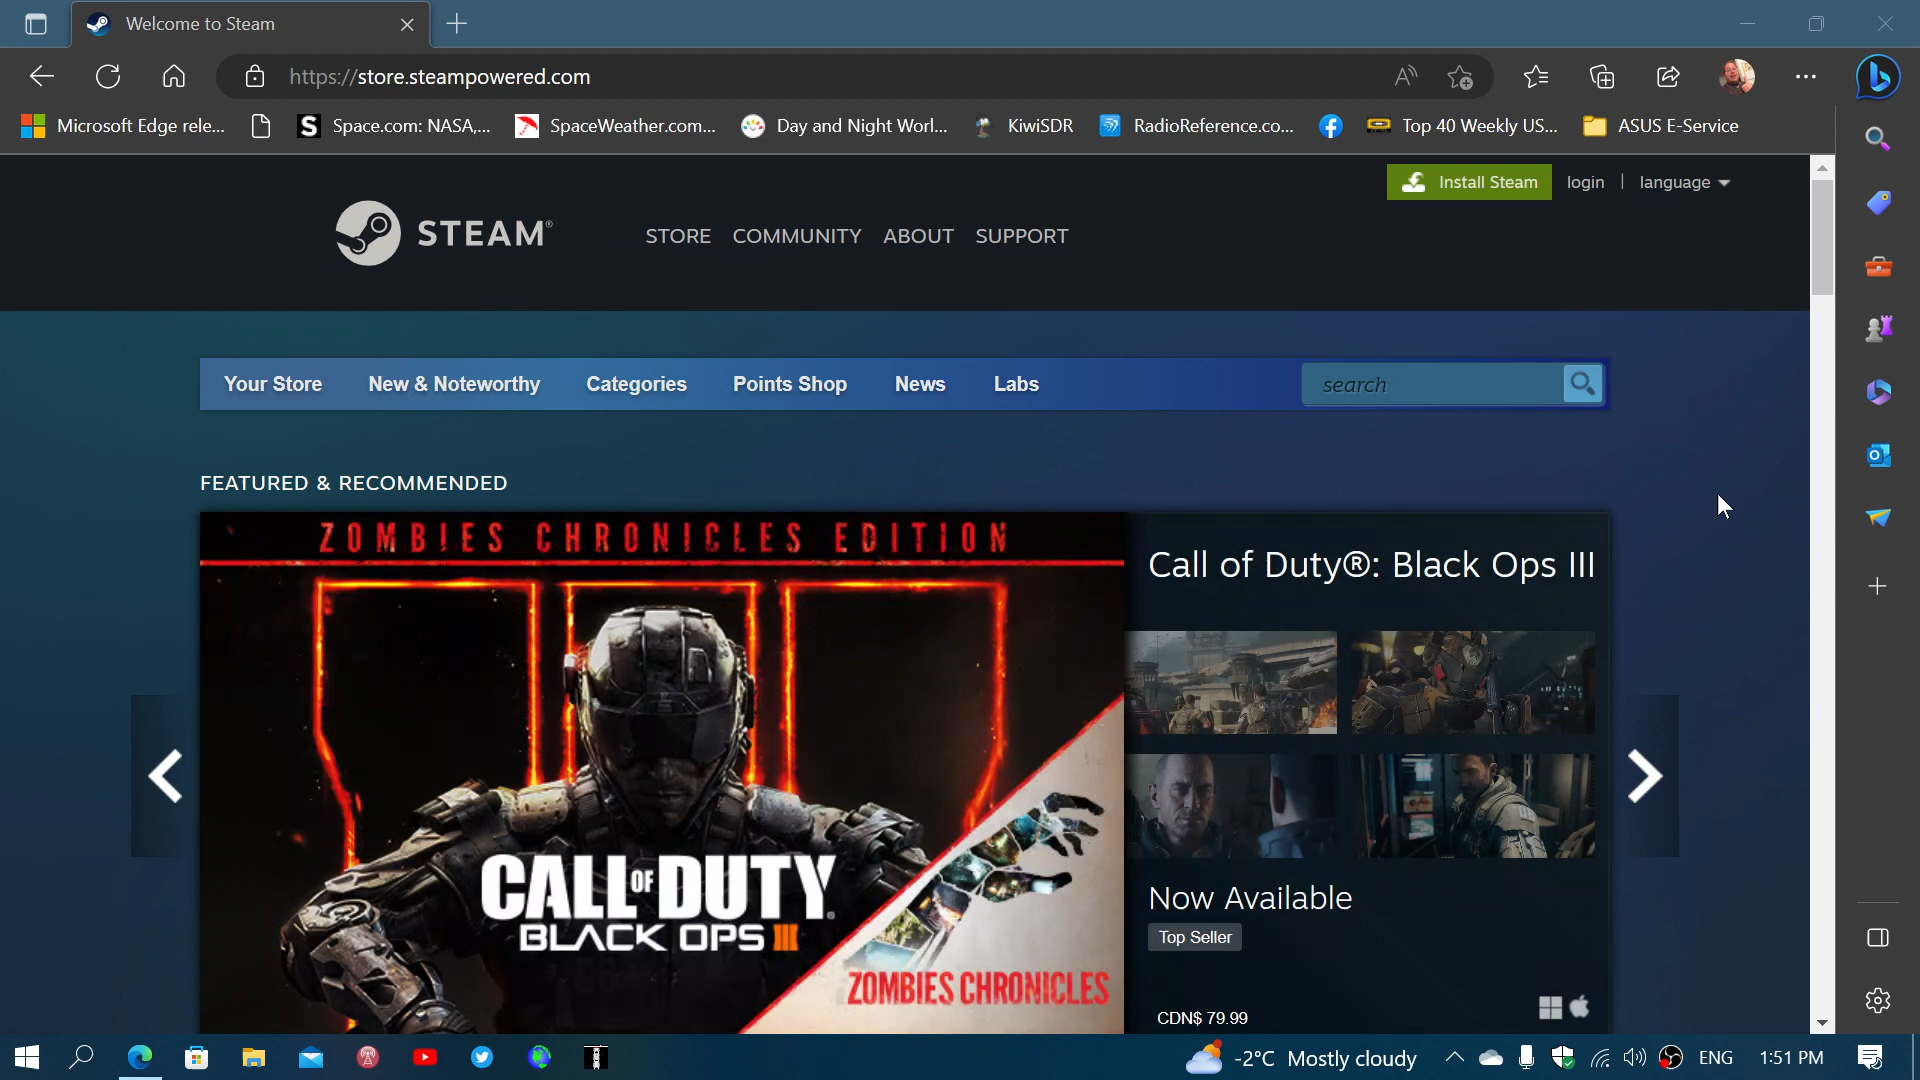 Welcome to Steam
https://store.steampowered.com
Microsoft Edge rele...
Space.com: NASA,...
SpaceWeather.com...
Day and Night Worl...
KiwiSDR
RadioReference.co...
Top 40 Weekly US...
ASUS E-Service
Install Steam
login
language
STEAM®
STORE COMMUNITY ABOUT SUPPORT
Your Store New & Noteworthy Categories Points Shop News Labs
search
FEATURED & RECOMMENDED
ZOMBIES CHRONICLES EDITION
Call of Duty®: Black Ops III
CALL OF DUTY
BLACK OPS III
ZOMBIES CHRONICLES
Now Available
Top Seller
CDN$ 79.99
-2°C Mostly cloudy
ENG
1:51 PM